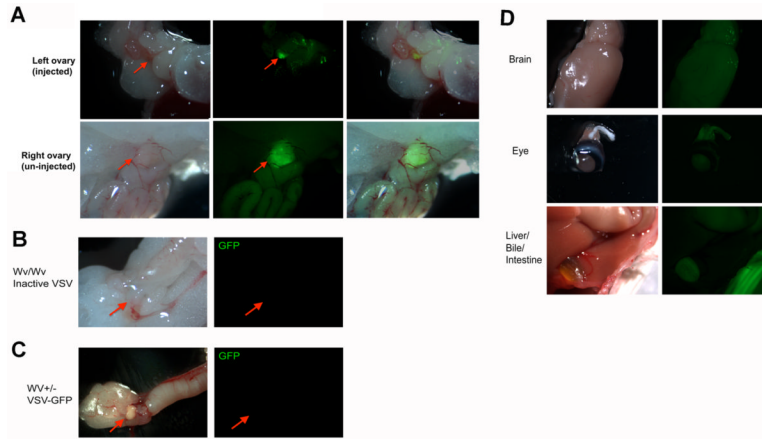 A
Left ovary
(injected)
Right ovary
(un-injected)
B
Wv/Wv
Inactive VSV
GFP
C
WV+/-
VSV-GFP
GFP
D
Brain
Eye
Liver/
Bile/
Intestine